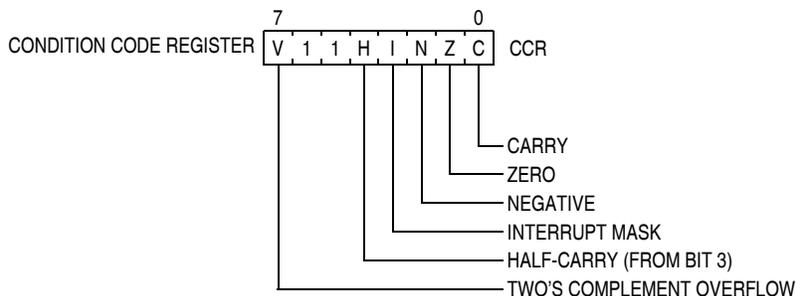 7 0
CONDITION CODE REGISTER V 1 1 H I N Z C CCR
CARRY
ZERO
NEGATIVE
INTERRUPT MASK
HALF-CARRY (FROM BIT 3)
TWO'S COMPLEMENT OVERFLOW